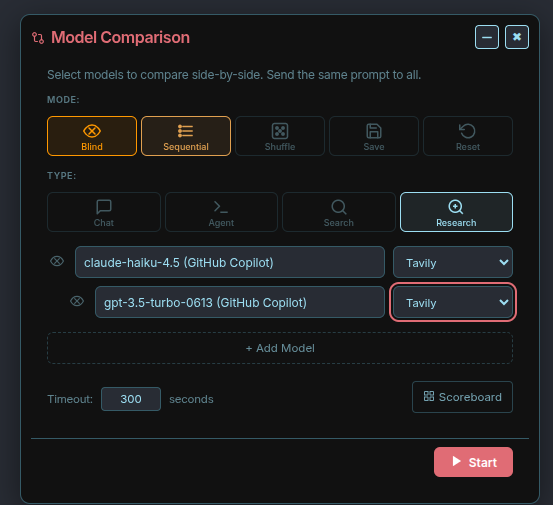 Model Comparison
Select models to compare side-by-side. Send the same prompt to all.
MODE:
Blind Sequential Shuffle Save Reset
TYPE:
Chat Agent Search Research
claude-haiku-4.5 (GitHub Copilot) Tavily
gpt-3.5-turbo-0613 (GitHub Copilot) Tavily
+ Add Model
Timeout: 300 seconds Scoreboard
Start